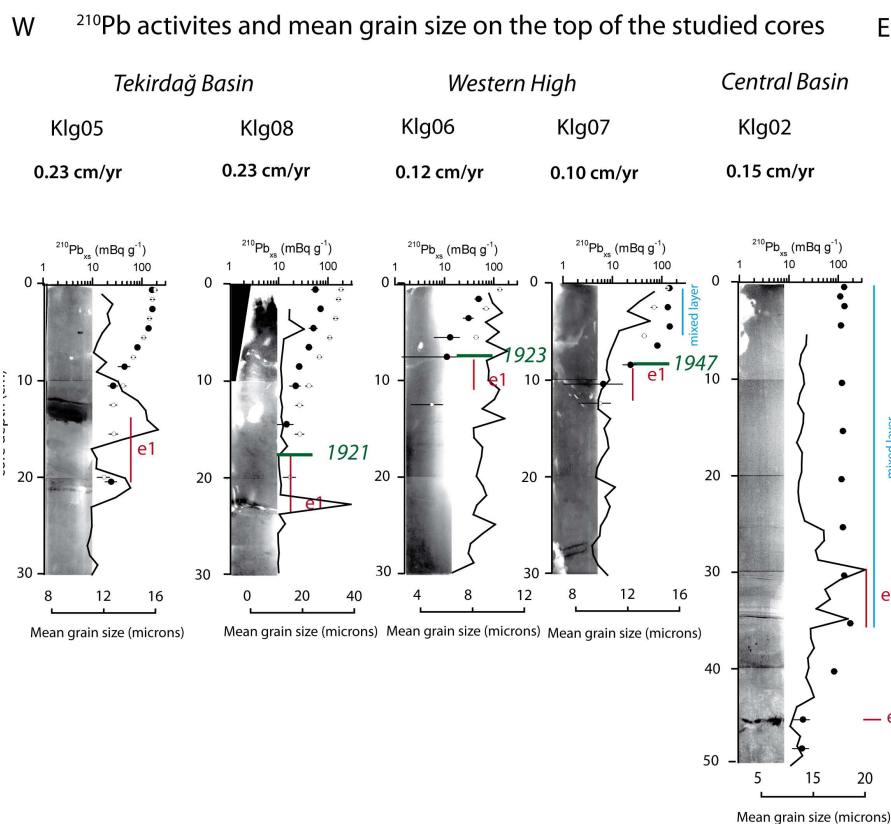 W ²¹⁰Pb activites and mean grain size on the top of the studied cores E
Tekirdağ Basin Western High Central Basin
Klg05 Klg08 Klg06 Klg07 Klg02
0.23 cm/yr 0.23 cm/yr 0.12 cm/yr 0.10 cm/yr 0.15 cm/yr
²¹⁰Pbxs (mBq g⁻¹) ²¹⁰Pbxs (mBq g⁻¹) ²¹⁰Pbxs (mBq g⁻¹) ²¹⁰Pbxs (mBq g⁻¹) ²¹⁰Pbxs (mBq g⁻¹)
1 10 100 1 10 100 1 10 100 1 10 100 1 10 100
0 0 0 0 0
mixed layer
1923
1947
10 10 10 10 10
e1 e1
e1
1921
mixed layer
20 20 20 20 20
e1
30 30 30 30 30
e
8 12 16 0 20 40 4 8 12 8 12 16
Mean grain size (microns) Mean grain size (microns) Mean grain size (microns) Mean grain size (microns)
40
e
50
5 15 20
Mean grain size (microns)